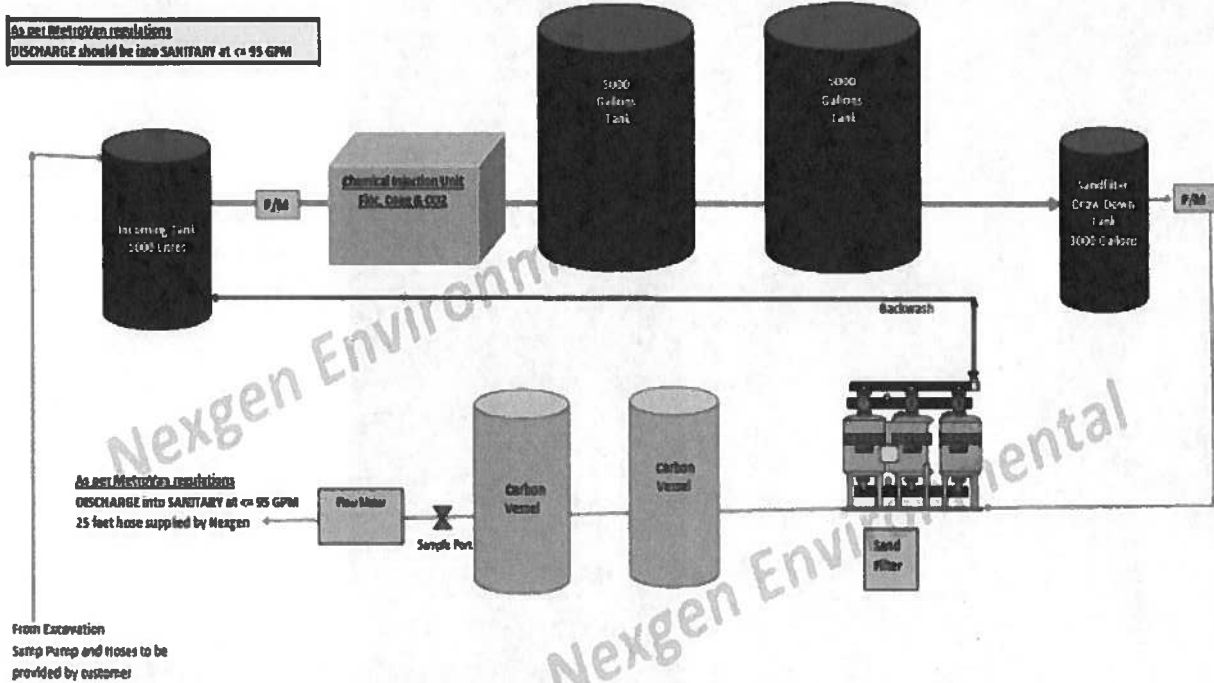 As per MetroVan regulations
DISCHARGE should be into SANITARY at <= 95 GPM
5000
Gallons
Tank
5000
Gallons
Tank
Incoming Tank
1000 Litres
P/M
Chemical Injection Unit
Floc, Coag & CO2
Sandfilter
Draw Down
Tank
3000 Gallons
P/M
Backwash
Nexgen Environm
Carbon
Vessel
Carbon
Vessel
Sand
Filter
As per MetroVan regulations
DISCHARGE into SANITARY at <= 95 GPM
25 feet hose supplied by Nexgen
Flow Meter
Sample Port
Nexgen Environmental
From Excavation
Sump Pump and Hoses to be
provided by customer